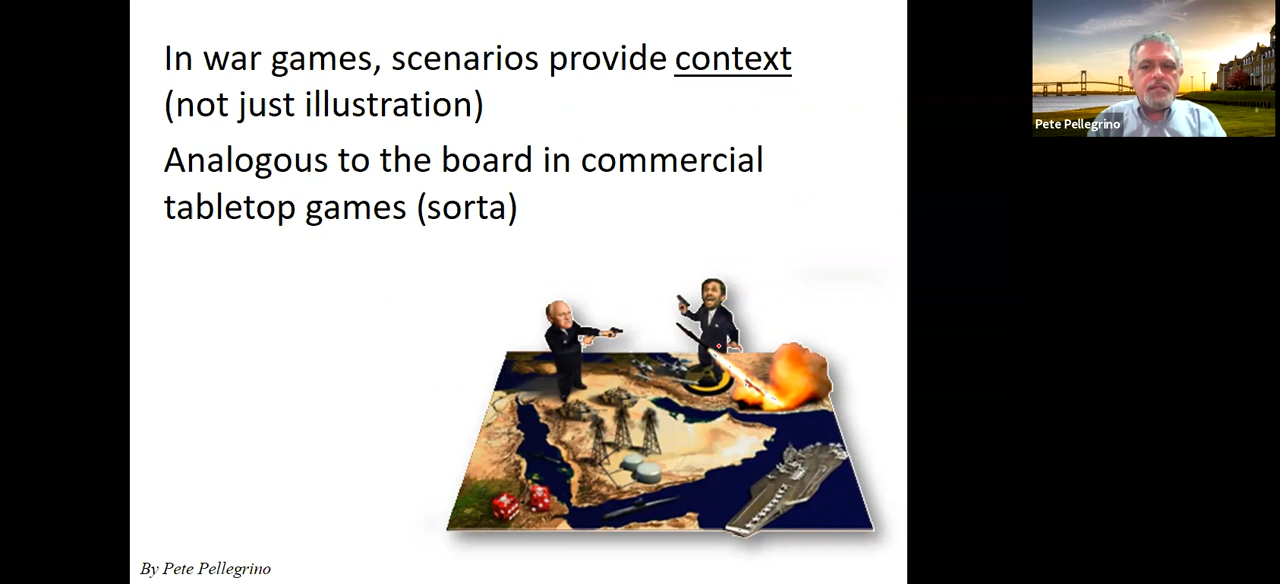 In war games, scenarios provide context
(not just illustration)
Analogous to the board in commercial
tabletop games (sorta)
Pete Pellegrino
By Pete Pellegrino